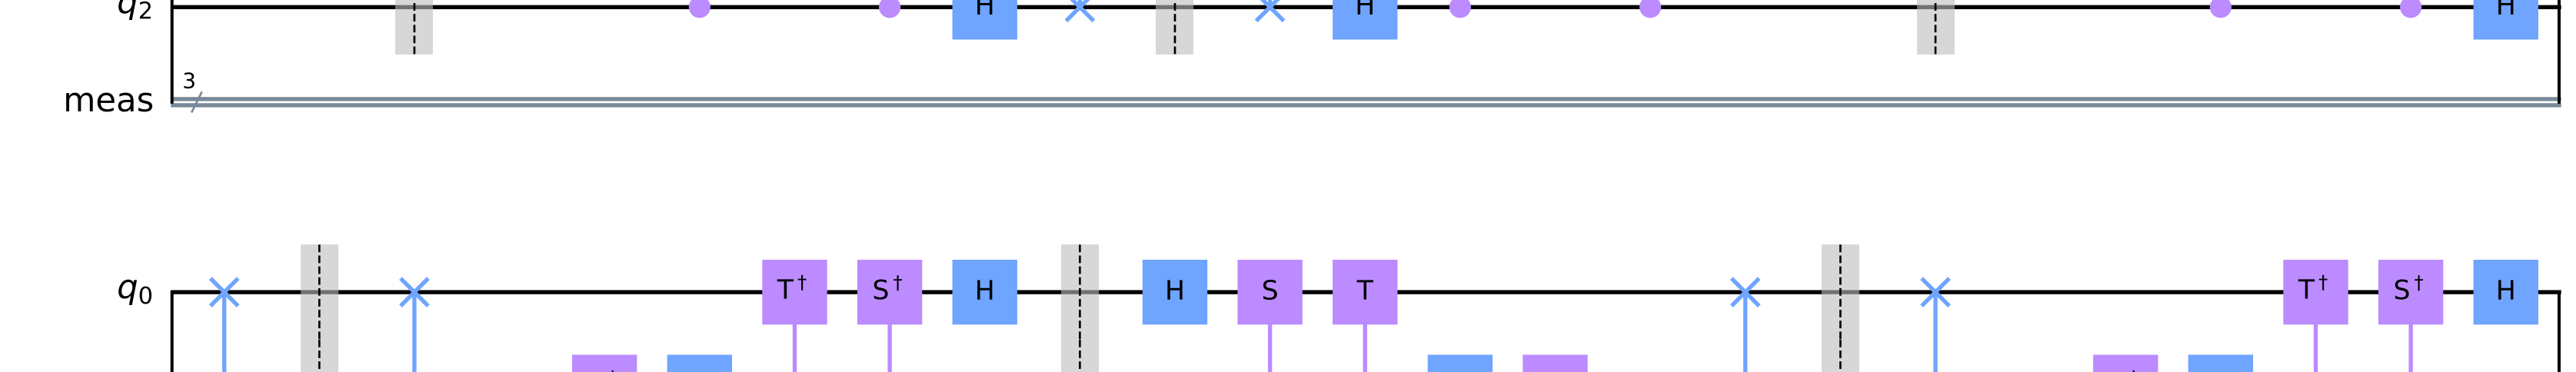 q2 H H H
3
meas
q0 T† S† H H S T T† S† H